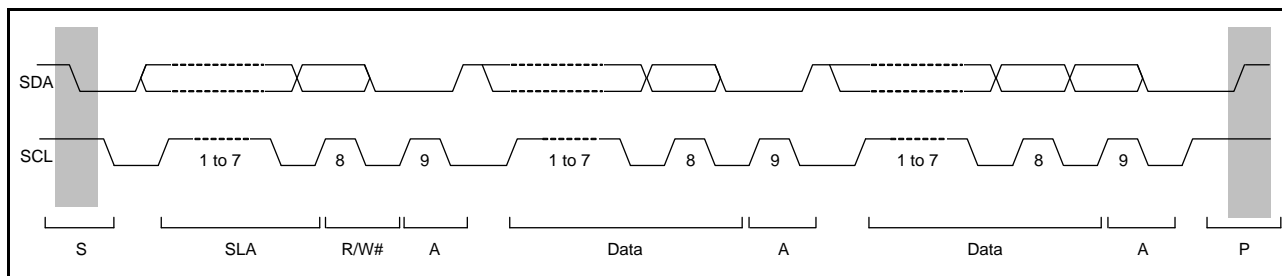 SDA
SCL
1 to 7 8 9 1 to 7 8 9 1 to 7 8 9
S SLA R/W# A Data A Data A P